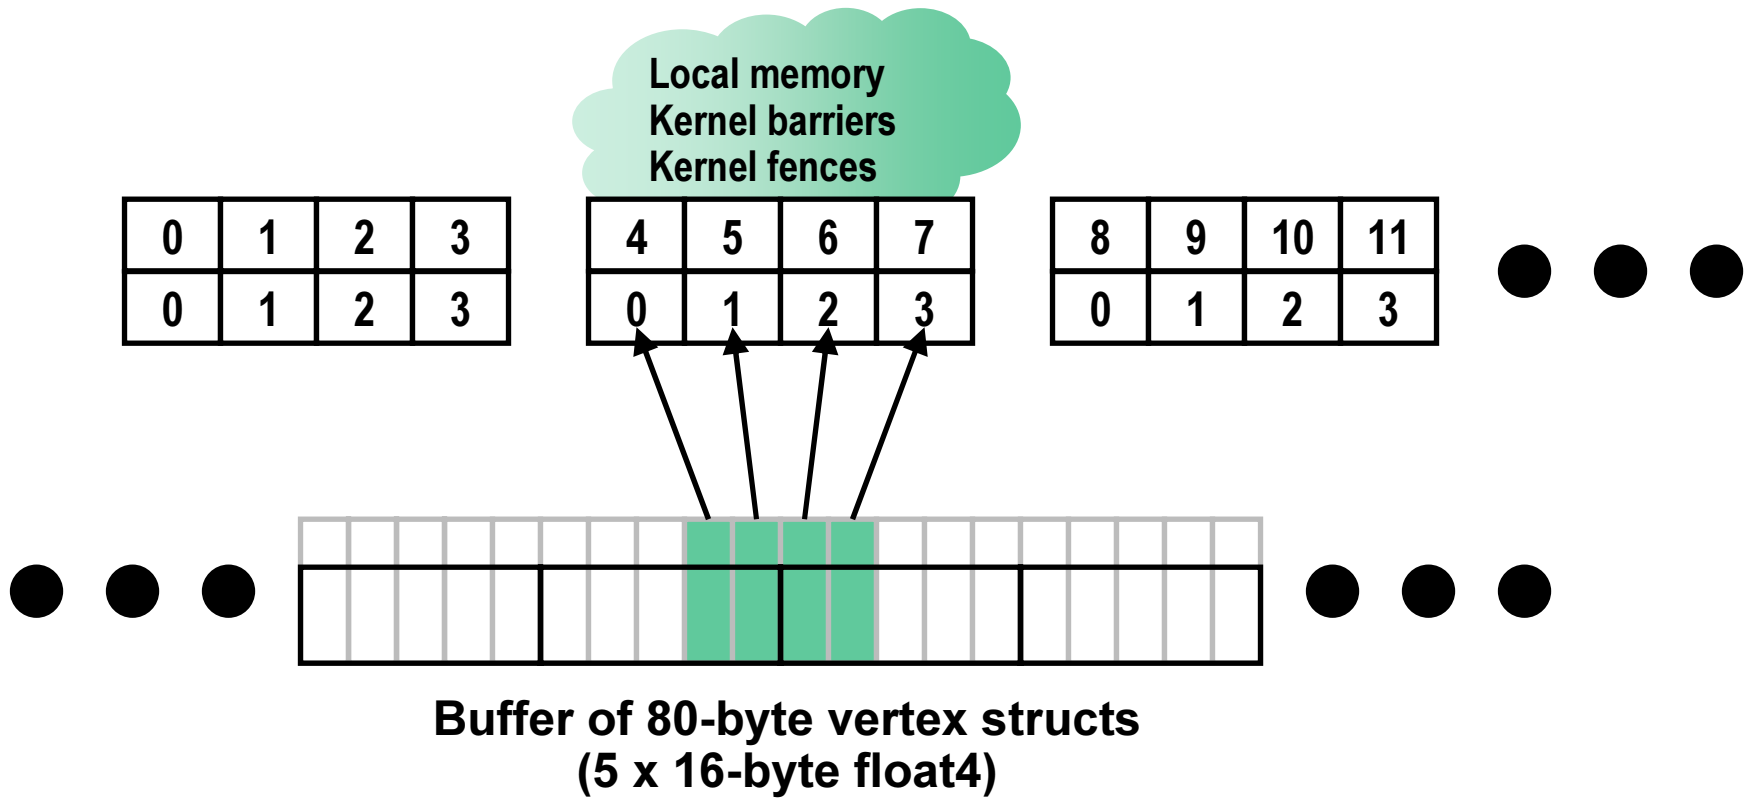 Local memory
Kernel barriers
Kernel fences
0 1 2 3
0 1 2 3
4 5 6 7
0 1 2 3
8 9 10 11
0 1 2 3
Buffer of 80-byte vertex structs
(5 x 16-byte float4)